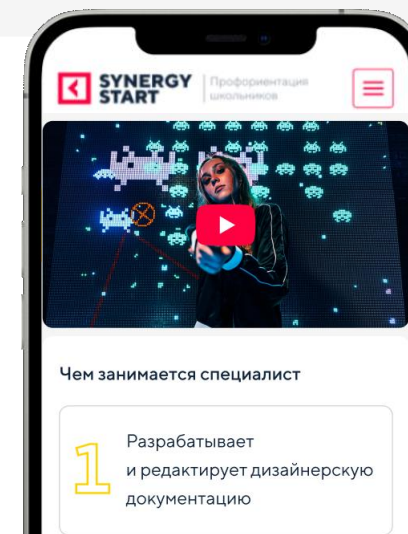 SYNERGY
START
Профориентация
школьников
Чем занимается специалист
1
Разрабатывает
и редактирует дизайнерскую
документацию